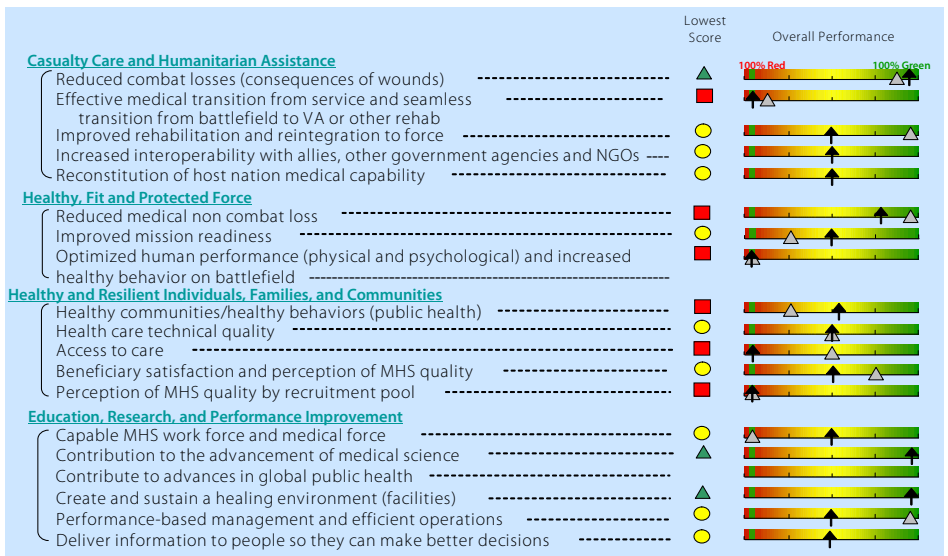 Lowest
Score
Overall Performance
Casualty Care and Humanitarian Assistance
100% Red
100% Green
Reduced combat losses (consequences of wounds)
Effective medical transition from service and seamless
transition from battlefield to VA or other rehab
Improved rehabilitation and reintegration to force
Increased interoperability with allies, other government agencies and NGOs
Reconstitution of host nation medical capability
Healthy, Fit and Protected Force
Reduced medical non combat loss
Improved mission readiness
Optimized human performance (physical and psychological) and increased
healthy behavior on battlefield
Healthy and Resilient Individuals, Families, and Communities
Healthy communities/healthy behaviors (public health)
Health care technical quality
Access to care
Beneficiary satisfaction and perception of MHS quality
Perception of MHS quality by recruitment pool
Education, Research, and Performance Improvement
Capable MHS work force and medical force
Contribution to the advancement of medical science
Contribute to advances in global public health
Create and sustain a healing environment (facilities)
Performance-based management and efficient operations
Deliver information to people so they can make better decisions